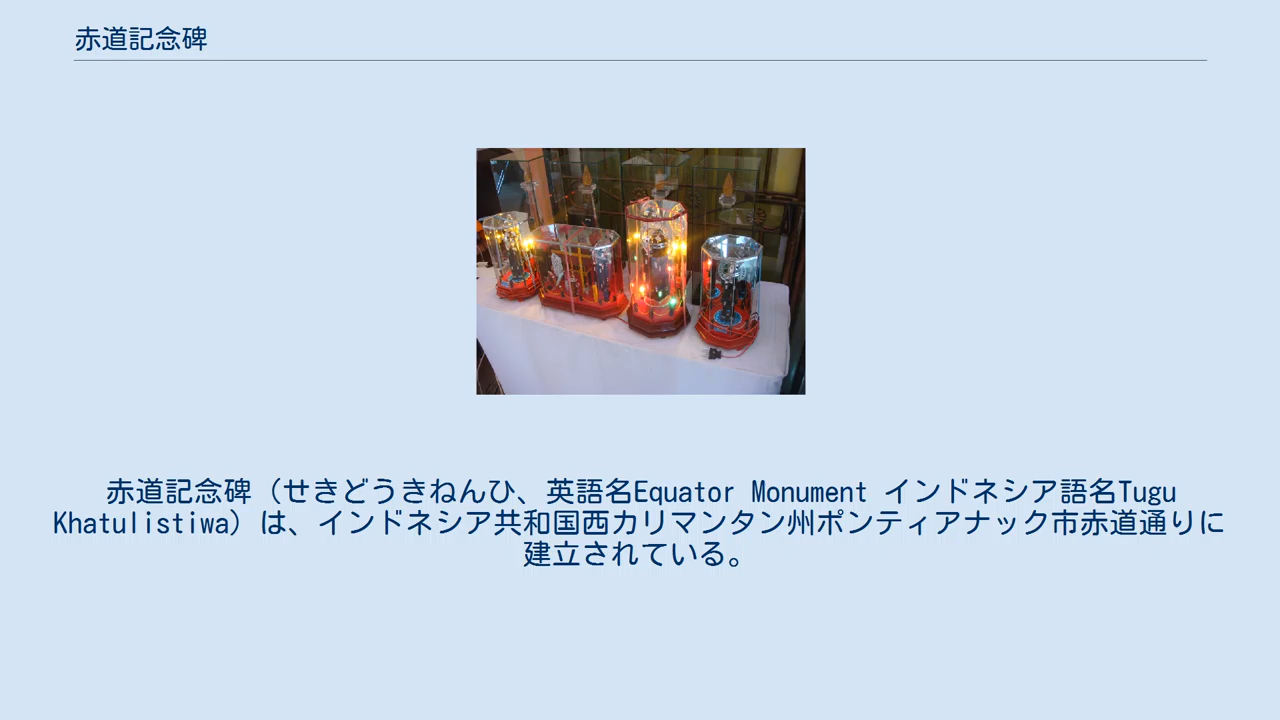 赤道記念碑
赤道記念碑（せきどうきねんひ、英語名Equator Monument インドネシア語名Tugu
Khatulistiwa）は、インドネシア共和国西カリマンタン州ポンティアナック市赤道通りに
建立されている。